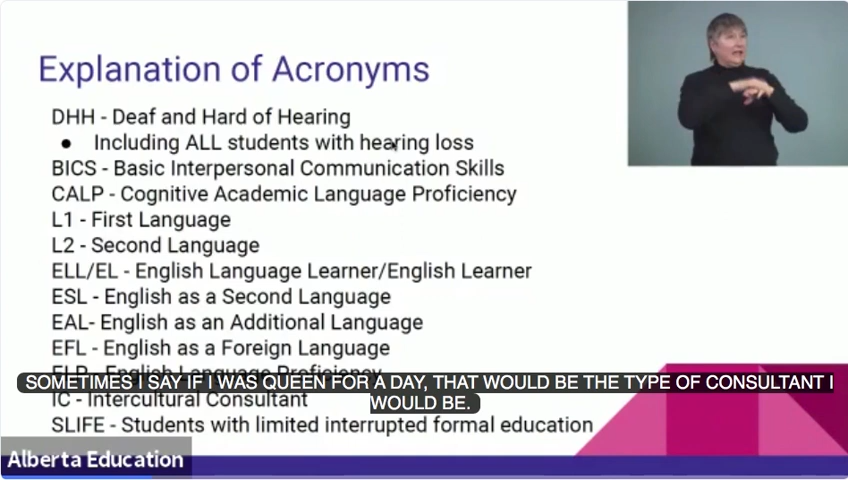 Explanation of Acronyms
DHH - Deaf and Hard of Hearing
● Including ALL students with hearing loss
BICS - Basic Interpersonal Communication Skills
CALP - Cognitive Academic Language Proficiency
L1 - First Language
L2 - Second Language
ELL/EL - English Language Learner/English Learner
ESL - English as a Second Language
EAL- English as an Additional Language
EFL - English as a Foreign Language
ELP - English Language Proficiency
SOMETIMES I SAY IF I WAS QUEEN FOR A DAY, THAT WOULD BE THE TYPE OF CONSULTANT I
WOULD BE.
IC - Intercultural Consultant
SLIFE - Students with limited interrupted formal education
Alberta Education